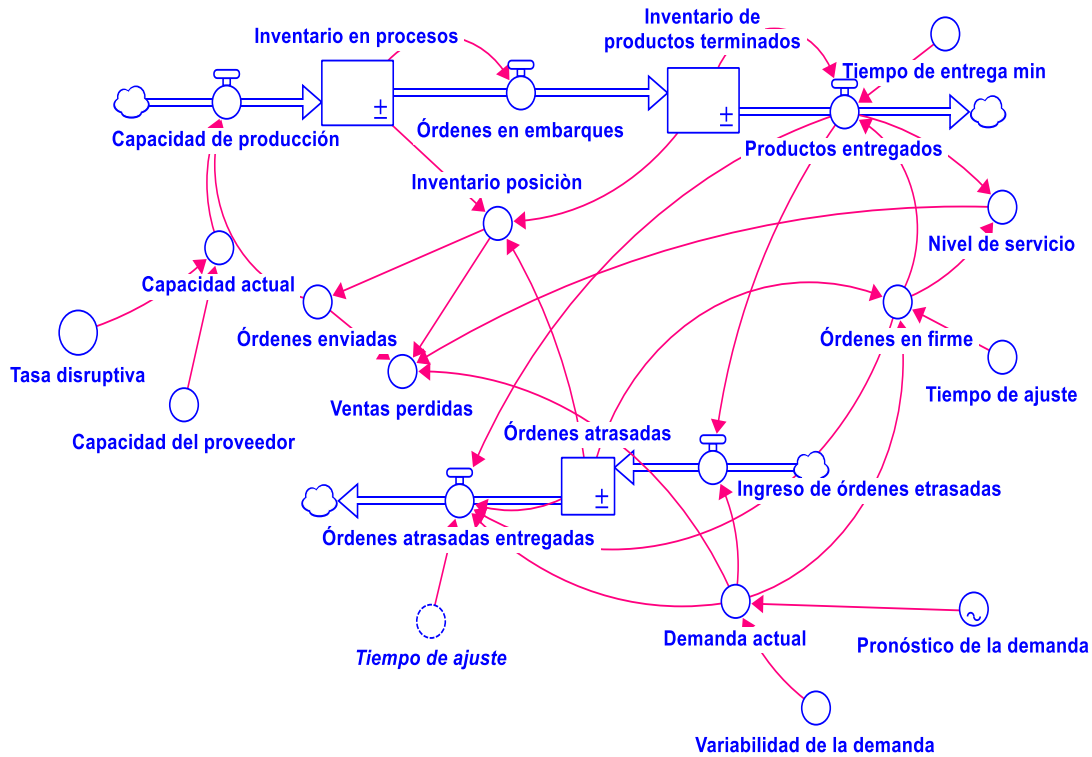 Inventario de
productos terminados
Inventario en procesos
Tiempo de entrega min
Órdenes en embarques
Capacidad de producción
Productos entregados
Inventario posiciòn
Nivel de servicio
Capacidad actual
Órdenes enviadas
Órdenes en firme
Tasa disruptiva
Tiempo de ajuste
Ventas perdidas
Capacidad del proveedor
Órdenes atrasadas
Ingreso de órdenes etrasadas
Órdenes atrasadas entregadas
Demanda actual
Pronóstico de la demanda
Tiempo de ajuste
Variabilidad de la demanda